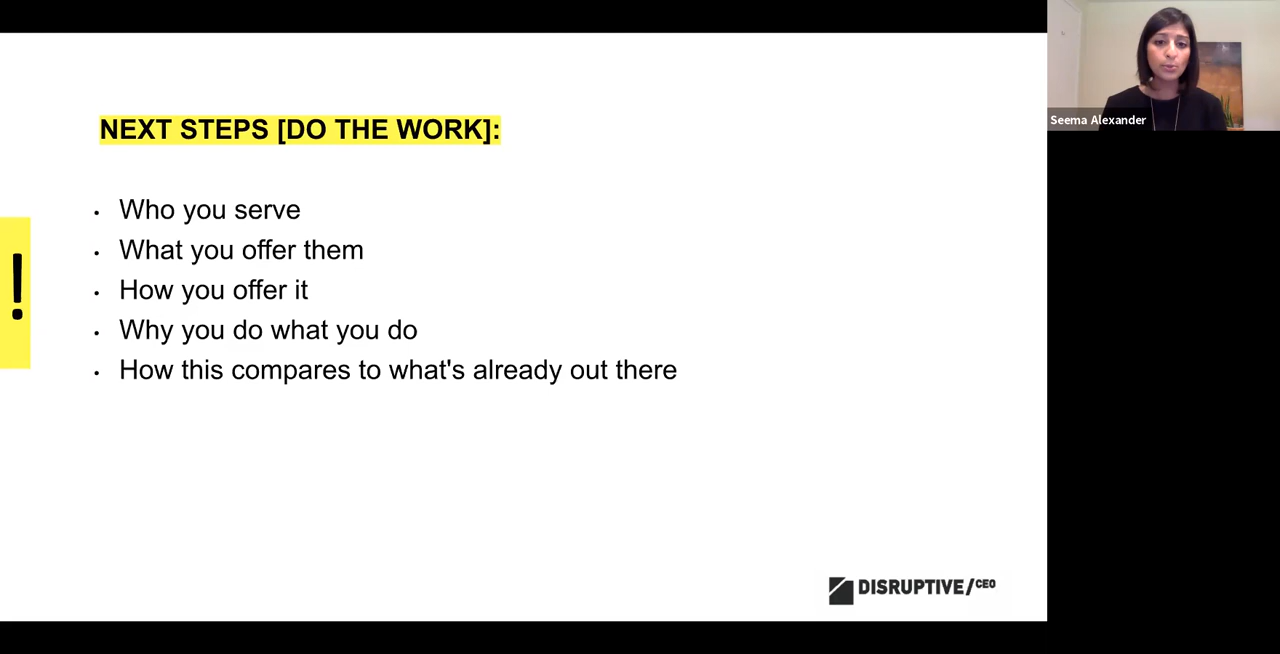 NEXT STEPS [DO THE WORK]:
• Who you serve
• What you offer them
• How you offer it
• Why you do what you do
• How this compares to what's already out there
!
DISRUPTIVE/CEO
Seema Alexander